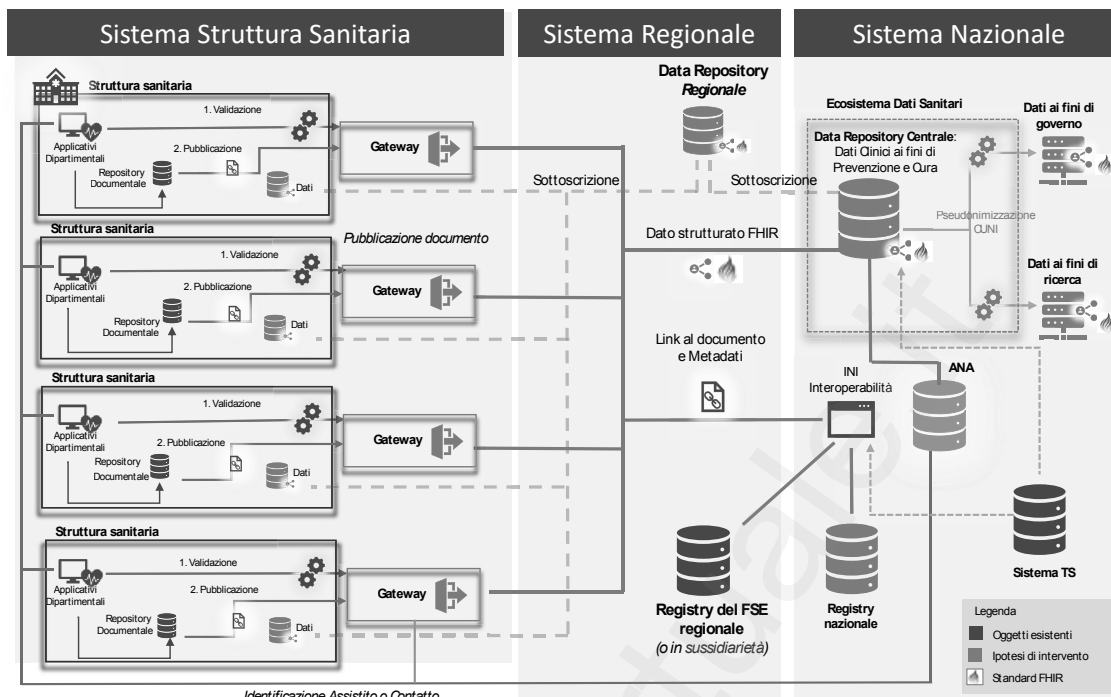 Sistema Struttura Sanitaria
Sistema Regionale
Sistema Nazionale
Struttura sanitaria
1. Validazione
Applicativi
Dipartimentali
2. Pubblicazione
Repository
Documentale
Dati
Gateway
Struttura sanitaria
1. Validazione
Applicativi
Dipartimentali
2. Pubblicazione
Repository
Documentale
Dati
Pubblicazione documento
Gateway
Struttura sanitaria
1. Validazione
Applicativi
Dipartimentali
2. Pubblicazione
Repository
Documentale
Dati
Gateway
Struttura sanitaria
1. Validazione
Applicativi
Dipartimentali
2. Pubblicazione
Repository
Documentale
Dati
Gateway
Identificazione Assistito o Contatto
Data Repository
Regionale
Sottoscrizione
Sottoscrizione
Dato strutturato FHIR
Link al documento
e Metadati
Registry del FSE
regionale
(o in sussidiarietà)
Ecosistema Dati Sanitari
Data Repository Centrale:
Dati Clinici ai fini di
Prevenzione e Cura
Pseudonimizzazione
CUNI
Dati ai fini di
governo
Dati ai fini di
ricerca
INI
Interoperabilità
ANA
Registry
nazionale
Sistema TS
Legenda
Oggetti esistenti
Ipotesi di intervento
Standard FHIR